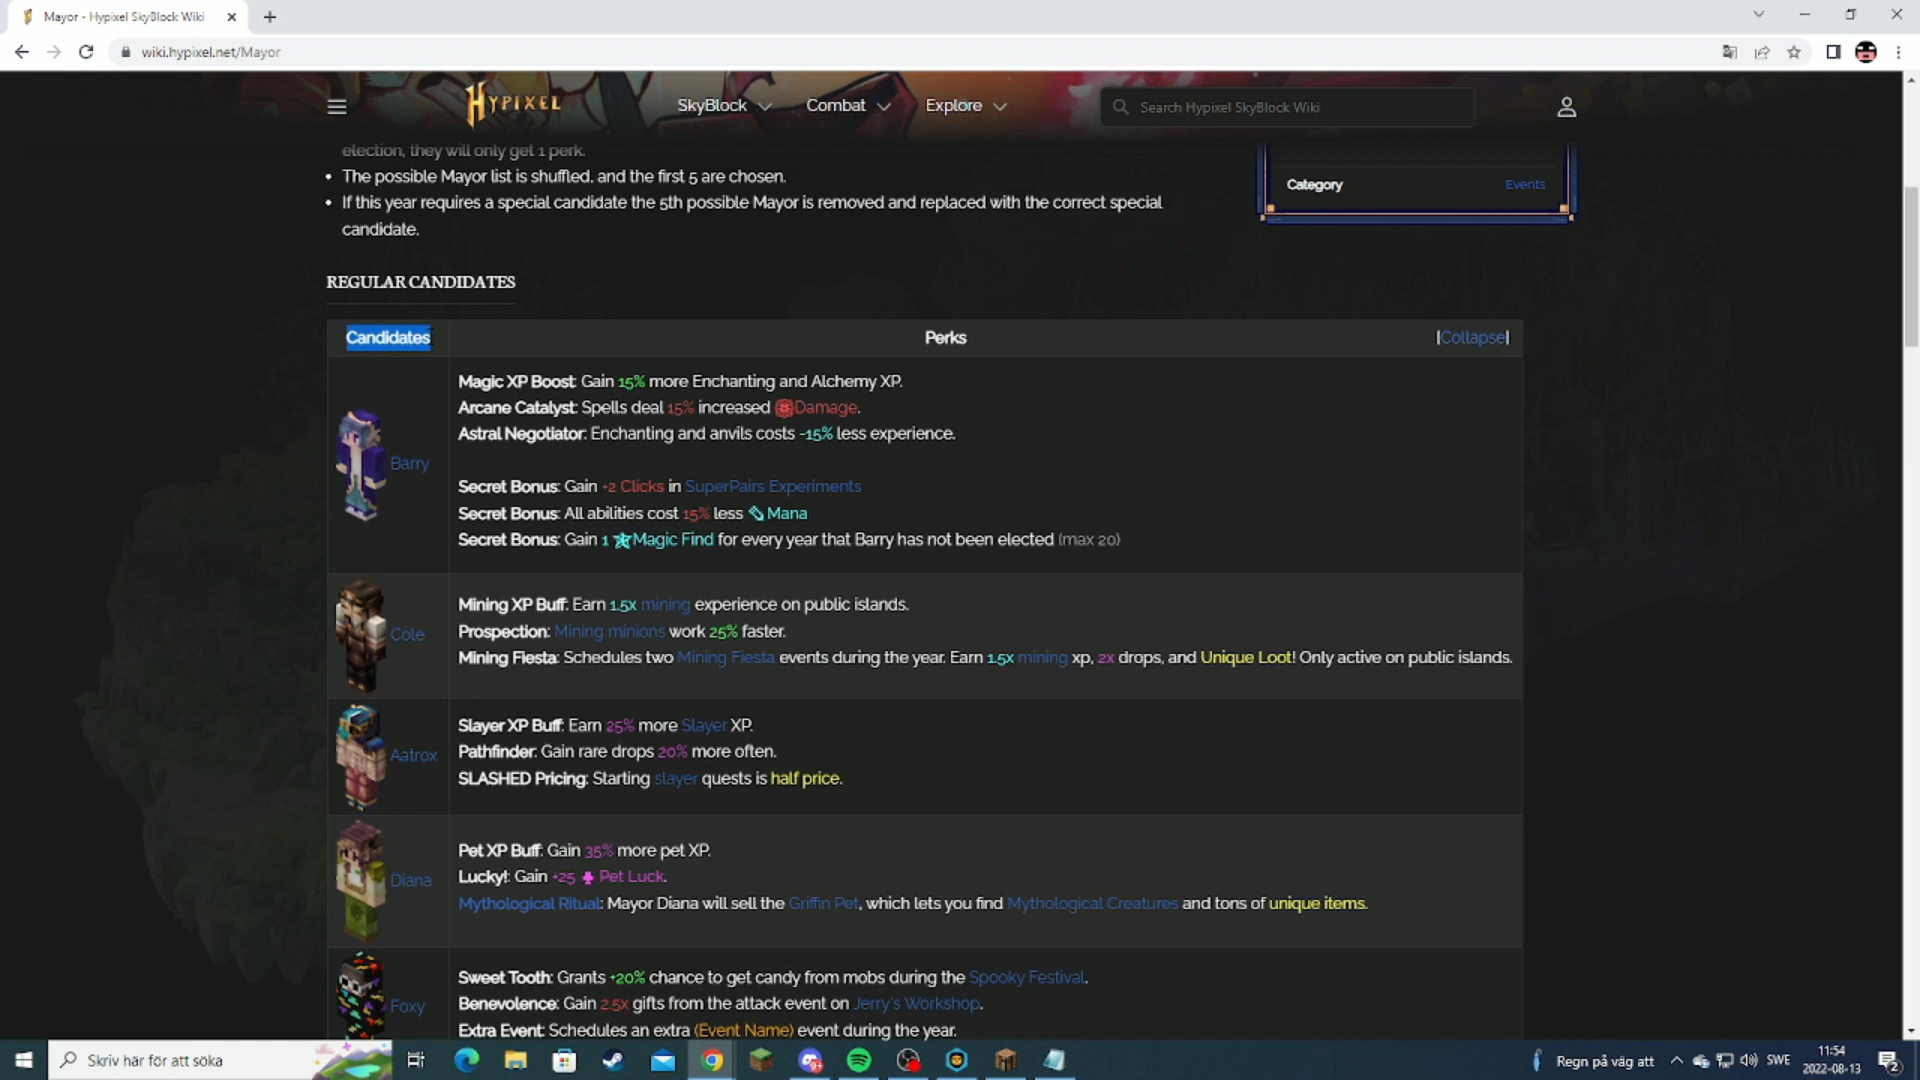 Mayor - Hypixel SkyBlock Wiki
wiki.hypixel.net/Mayor
HYPIXEL
SkyBlock
Combat
Explore
Search Hypixel SkyBlock Wiki
election, they will only get 1 perk.
• The possible Mayor list is shuffled, and the first 5 are chosen.
• If this year requires a special candidate the 5th possible Mayor is removed and replaced with the correct special
candidate.
Category Events
REGULAR CANDIDATES
Candidates Perks [Collapse]
Barry
Magic XP Boost: Gain 15% more Enchanting and Alchemy XP.
Arcane Catalyst: Spells deal 15% increased Damage.
Astral Negotiator: Enchanting and anvils costs -15% less experience.
Secret Bonus: Gain +2 Clicks in SuperPairs Experiments
Secret Bonus: All abilities cost 15% less Mana
Secret Bonus: Gain 1 Magic Find for every year that Barry has not been elected (max 20)
Cole
Mining XP Buff: Earn 1.5x mining experience on public islands.
Prospection: Mining minions work 25% faster.
Mining Fiesta: Schedules two Mining Fiesta events during the year. Earn 1.5x mining xp, 2x drops, and Unique Loot! Only active on public islands.
Aatrox
Slayer XP Buff: Earn 25% more Slayer XP.
Pathfinder: Gain rare drops 20% more often.
SLASHED Pricing: Starting slayer quests is half price.
Diana
Pet XP Buff: Gain 35% more pet XP.
Lucky!: Gain +25 Pet Luck.
Mythological Ritual: Mayor Diana will sell the Griffin Pet, which lets you find Mythological Creatures and tons of unique items.
Foxy
Sweet Tooth: Grants +20% chance to get candy from mobs during the Spooky Festival.
Benevolence: Gain 2.5x gifts from the attack event on Jerry's Workshop.
Extra Event: Schedules an extra (Event Name) event during the year.
Skriv här för att söka
Regn på väg att
SWE
11:54
2022-08-13
2